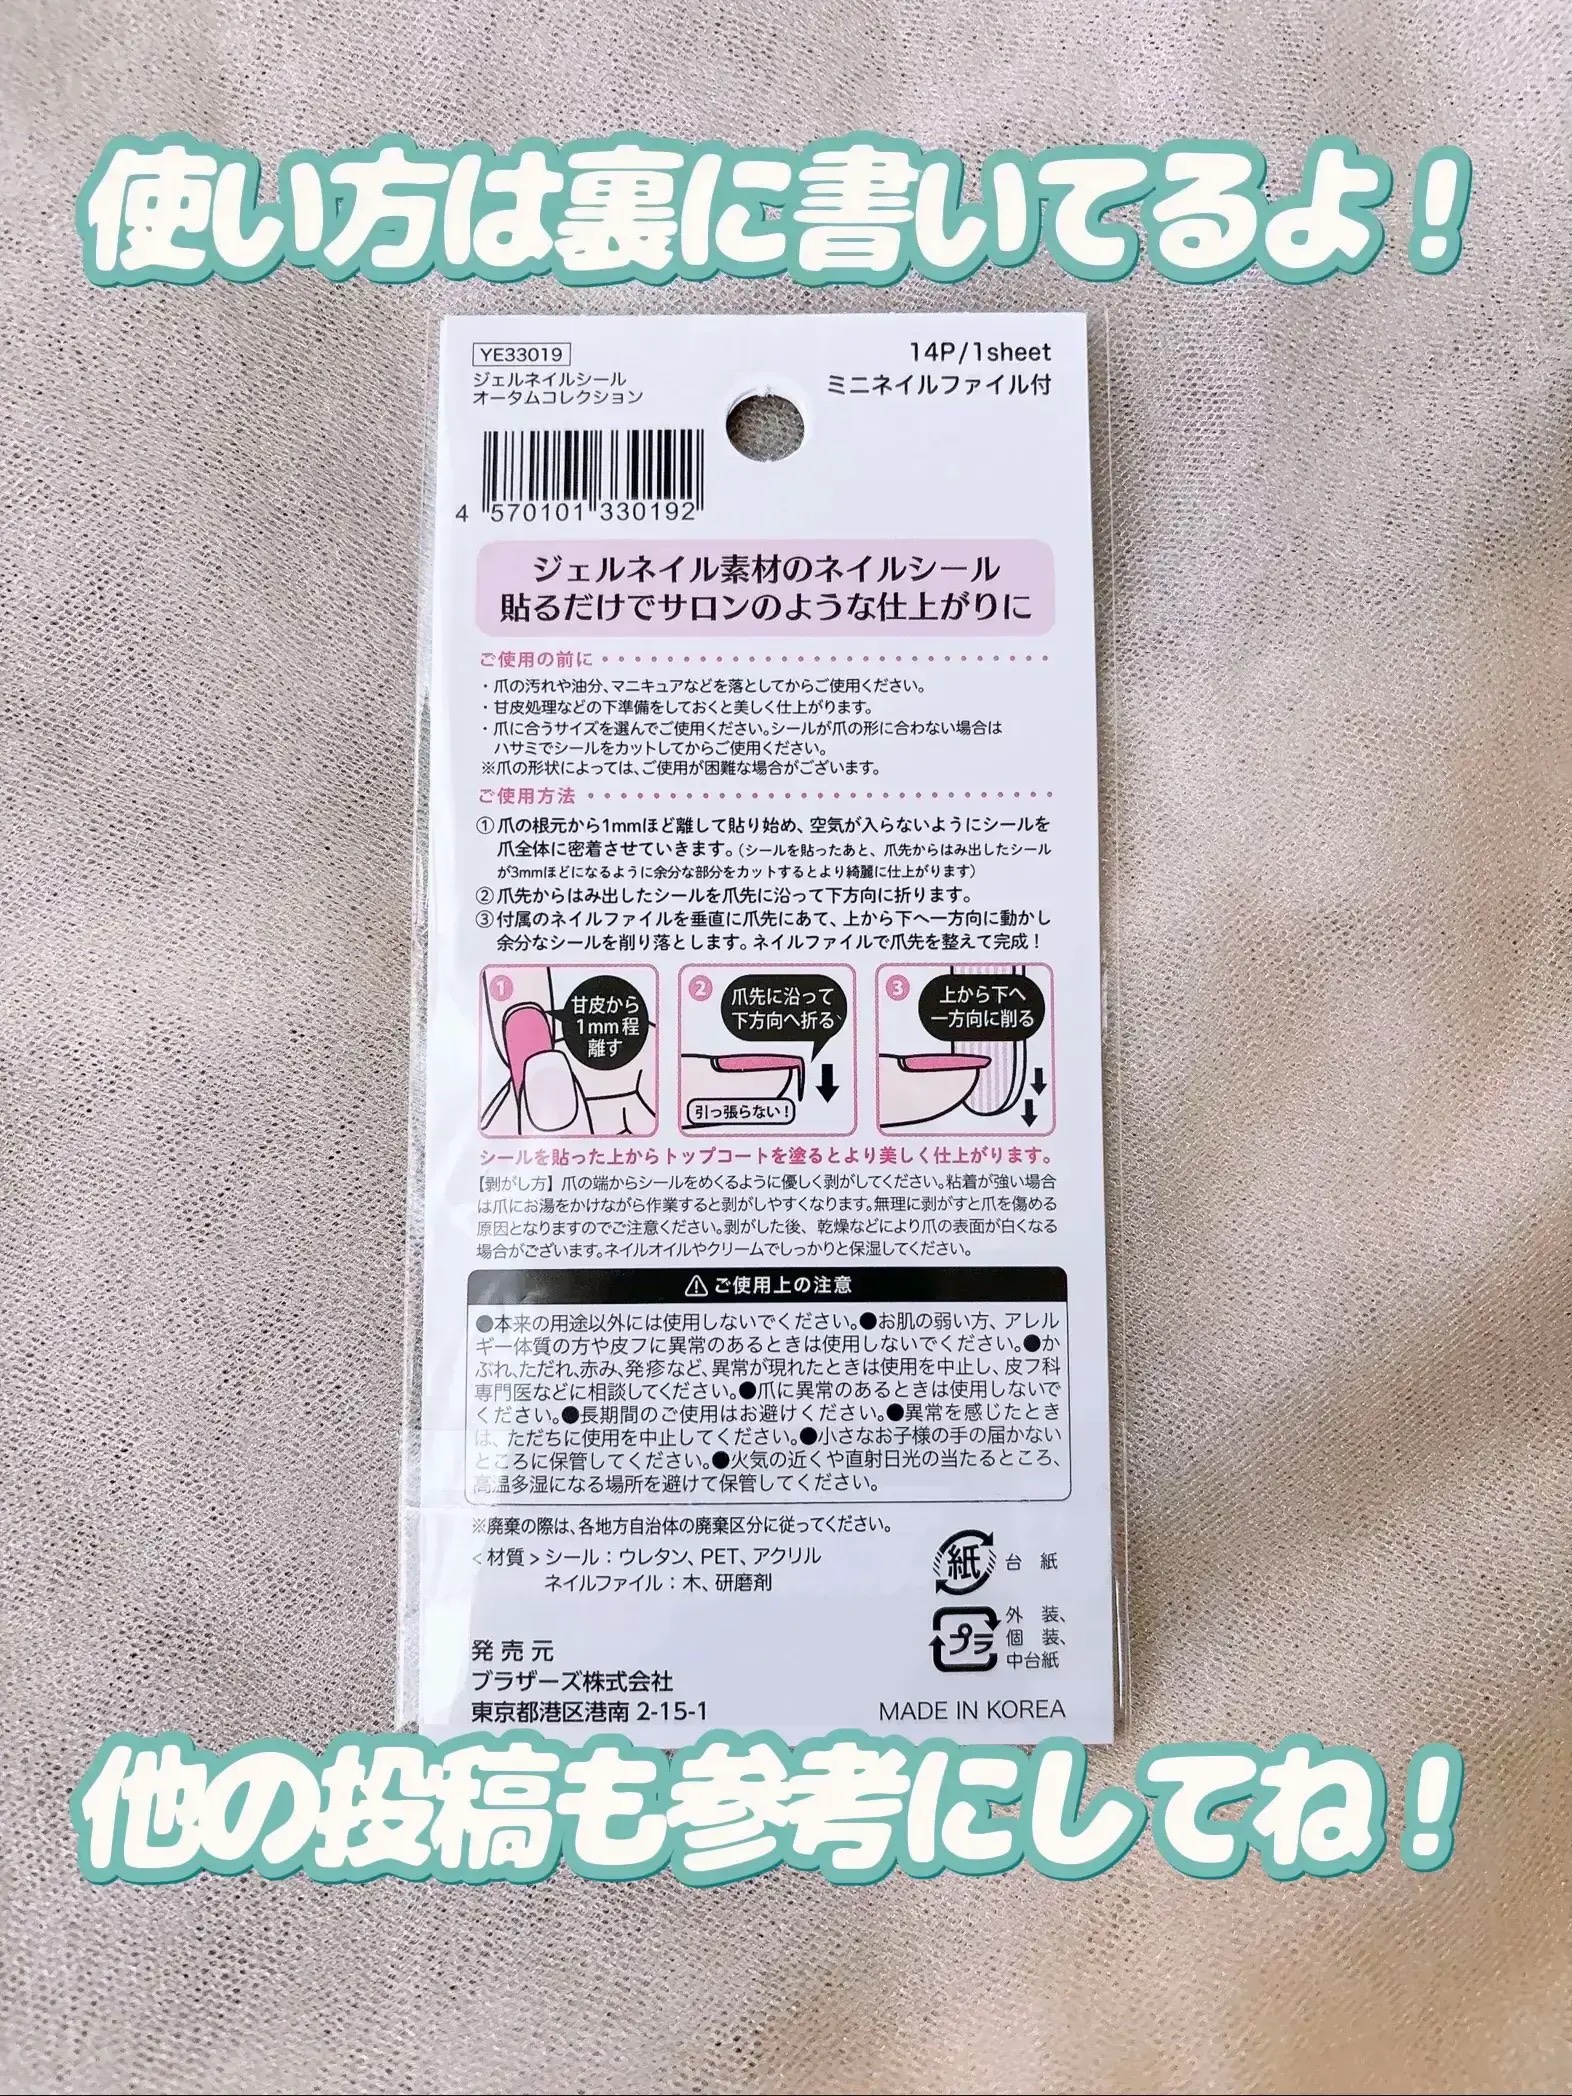 使い方は裏に書いてるよ！
YE33019
ジェルネイルシール
オータムコレクション
14P/1sheet
ミニネイルファイル付
4 570101 330192
ジェルネイル素材のネイルシール
貼るだけでサロンのような仕上がりに
ご使用の前に
・爪の汚れや油分、マニキュアなどを落としてからご使用ください。
・甘皮処理などの下準備をしておくと美しく仕上がります。
・爪に合うサイズを選んでご使用ください。シールが爪の形に合わない場合は
ハサミでシールをカットしてからご使用ください。
※爪の形状によっては、ご使用が困難な場合がございます。
ご使用方法
①爪の根元から1mmほど離して貼り始め、空気が入らないようにシールを
爪全体に密着させていきます。(シールを貼ったあと、爪先からはみ出したシール
が3mmほどになるように余分な部分をカットするとより綺麗に仕上がります)
②爪先からはみ出したシールを爪先に沿って下方向に折ります。
③付属のネイルファイルを垂直に爪先にあて、上から下へ一方向に動かし
余分なシールを削り落とします。ネイルファイルで爪先を整えて完成！
1
甘皮から
1mm程
離す
2
爪先に沿って
下方向へ折る
引っ張らない！
3
上から下へ
一方向に削る
シールを貼った上からトップコートを塗るとより美しく仕上がります。
【剥がし方】爪の端からシールをめくるように優しく剥がしてください。粘着が強い場合
は爪にお湯をかけながら作業すると剥がしやすくなります。無理に剥がすと爪を傷める
原因となりますのでご注意ください。剥がした後、乾燥などにより爪の表面が白くなる
場合がございます。ネイルオイルやクリームでしっかりと保湿してください。
⚠ご使用上の注意
●本来の用途以外には使用しないでください。●お肌の弱い方、アレル
ギー体質の方や皮フに異常のあるときは使用しないでください。●か
ぶれ、ただれ、赤み、発疹など、異常が現れたときは使用を中止し、皮フ科
専門医などに相談してください。●爪に異常のあるときは使用しないで
ください。●長期間のご使用はお避けください。●異常を感じたとき
は、ただちに使用を中止してください。●小さなお子様の手の届かない
ところに保管してください。●火気の近くや直射日光の当たるところ、
高温多湿になる場所を避けて保管してください。
※廃棄の際は、各地方自治体の廃棄区分に従ってください。
<材質>シール：ウレタン、PET、アクリル
ネイルファイル：木、研磨剤
紙 台紙
プラ 外装、
個装、
中台紙
発売元
ブラザーズ株式会社
東京都港区港南 2-15-1
MADE IN KOREA
他の投稿も参考にしてね！